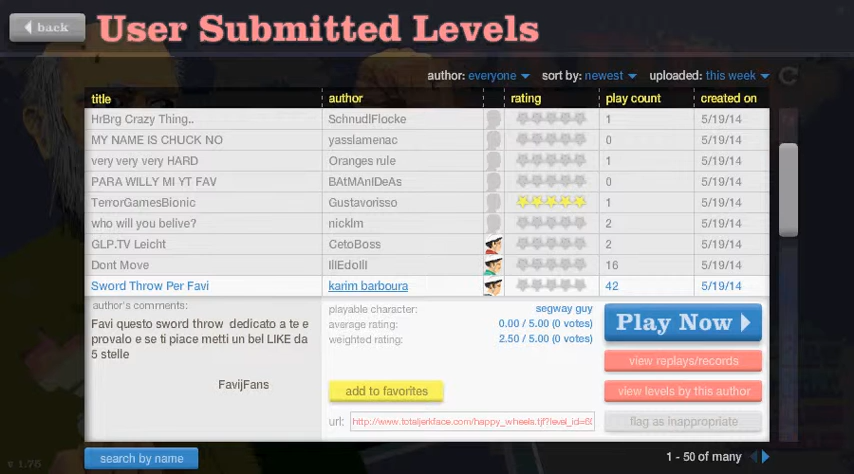 back User Submitted Levels
author: everyone sort by: newest uploaded: this week
title author rating play count created on
HrBrg Crazy Thing.. SchnudlFlocke 1 5/19/14
MY NAME IS CHUCK NO yasslamenac 0 5/19/14
very very very HARD Oranges rule 1 5/19/14
PARA WILLY MI YT FAV BAtMAnIDeAs 0 5/19/14
TerrorGamesBionic Gustavorisso 1 5/19/14
who will you belive? nicklm 2 5/19/14
GLP.TV Leicht CetoBoss 2 5/19/14
Dont Move IlIEdoIll 16 5/19/14
Sword Throw Per Favi karim barboura 42 5/19/14
author's comments:
Favi questo sword throw dedicato a te e
provalo e se ti piace metti un bel LIKE da
5 stelle
FavijFans
playable character: segway guy
average rating: 0.00 / 5.00 (0 votes)
weighted rating: 2.50 / 5.00 (0 votes)
add to favorites
url: http://www.totaljerkface.com/happy_wheels.tjf?level_id=6
Play Now
view replays/records
view levels by this author
flag as inappropriate
v 1.76 search by name 1 - 50 of many